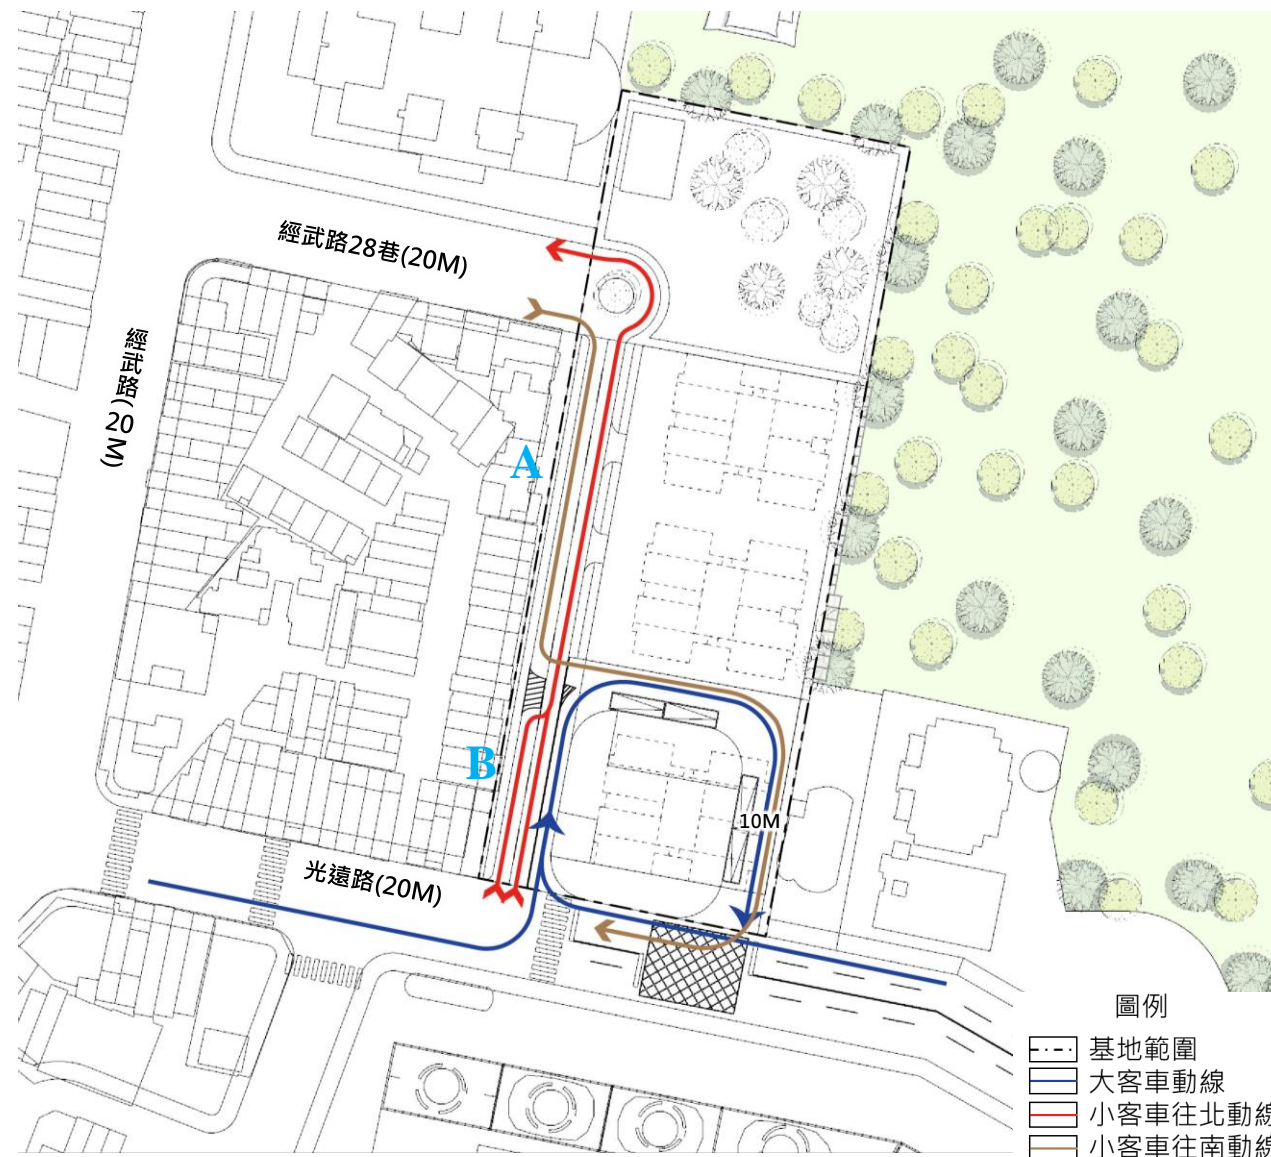 經武路28巷(20M)
經武路(20M)
A
B
10M
光遠路(20M)
圖例
基地範圍
大客車動線
小客車往北動線
小客車往南動線